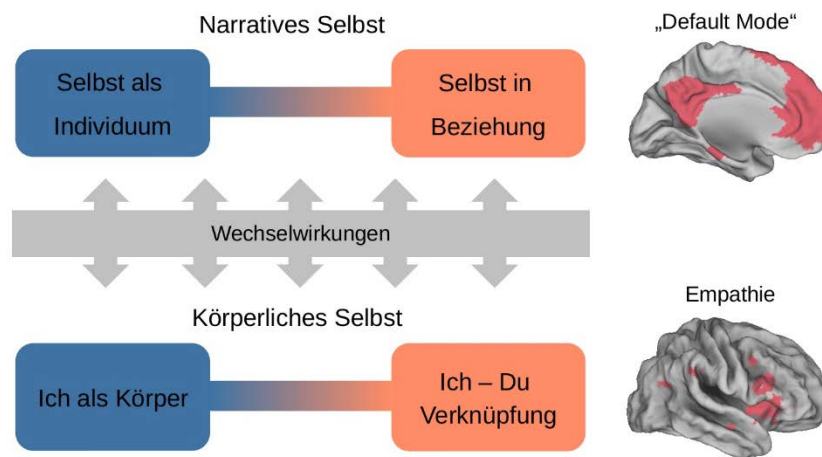 Narratives Selbst
„Default Mode“
Selbst als
Individuum
Selbst in
Beziehung
Wechselwirkungen
Körperliches Selbst
Empathie
Ich als Körper
Ich – Du
Verknüpfung